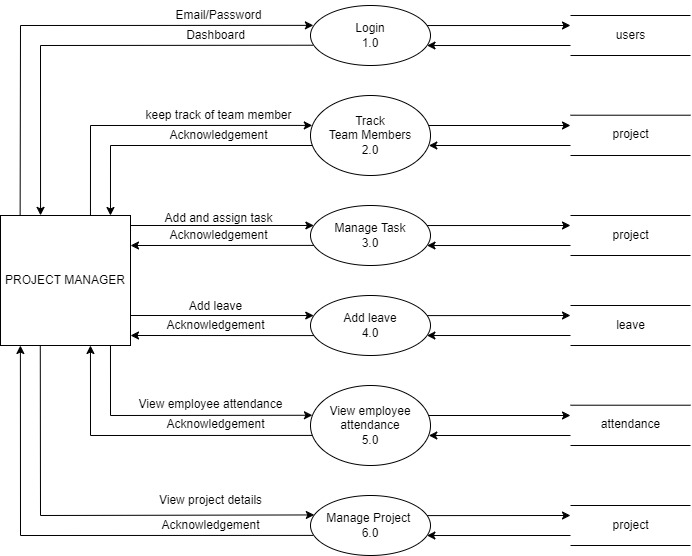 Email/Password
Dashboard
Login
1.0
users
keep track of team member
Acknowledgement
Track
Team Members
2.0
project
Add and assign task
Acknowledgement
Manage Task
3.0
project
PROJECT MANAGER
Add leave
Acknowledgement
Add leave
4.0
leave
View employee attendance
Acknowledgement
View employee
attendance
5.0
attendance
View project details
Acknowledgement
Manage Project
6.0
project